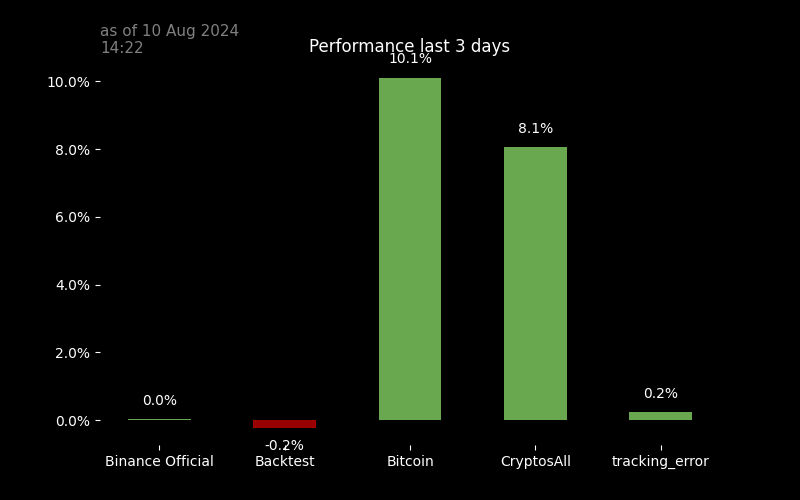 as of 10 Aug 2024
14:22
Performance last 3 days
10.1%
10.0%
8.1%
8.0%
6.0%
4.0%
2.0%
0.0%
0.2%
0.0%
-0.2%
Binance Official
Backtest
Bitcoin
CryptosAll
tracking_error